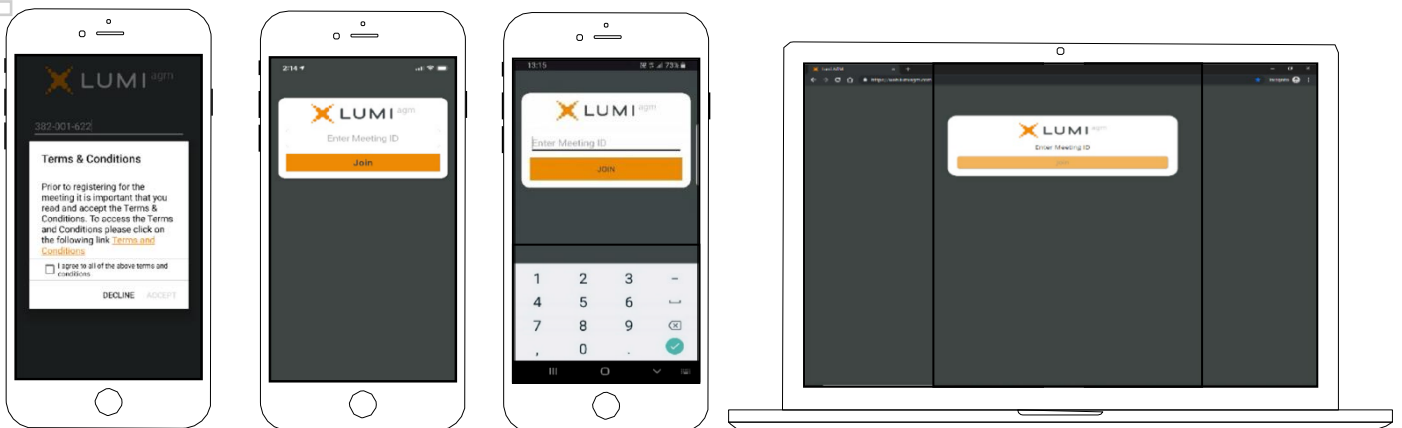 LUMI agm
382-001-622
Terms & Conditions
Prior to registering for the
meeting it is important that you
read and accept the Terms &
Conditions. To access the Terms
and Conditions please click on
the following link Terms and
Conditions
I agree to all of the above terms and
conditions
DECLINE ACCEPT
2:14
LUMI agm
Enter Meeting ID
Join
13:15 73%
LUMI agm
Enter Meeting ID
JOIN
1 2 3 -
4 5 6
7 8 9
, 0 .
LUMI agm
Enter Meeting ID